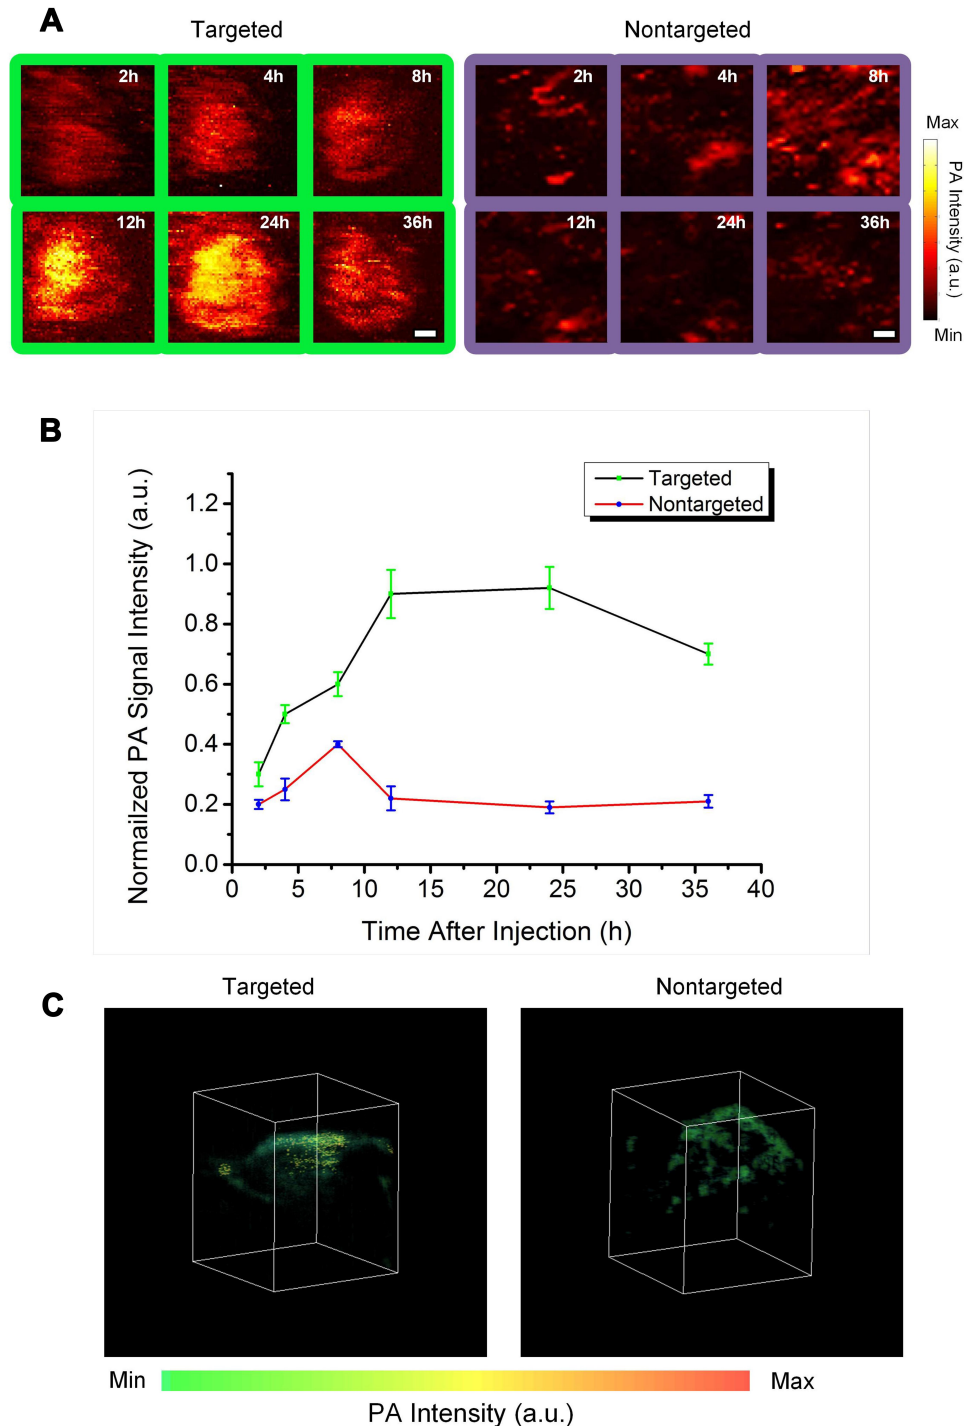 A
Targeted
Nontargeted
2h
4h
8h
2h
4h
8h
12h
24h
36h
12h
24h
36h
Max
PA Intensity (a.u.)
Min
B
Normailzed PA Signal Intensity (a.u.)
1.2
1.0
0.8
0.6
0.4
0.2
0.0
Targeted
Nontargeted
0 5 10 15 20 25 30 35 40
Time After Injection (h)
C
Targeted
Nontargeted
Min
Max
PA Intensity (a.u.)